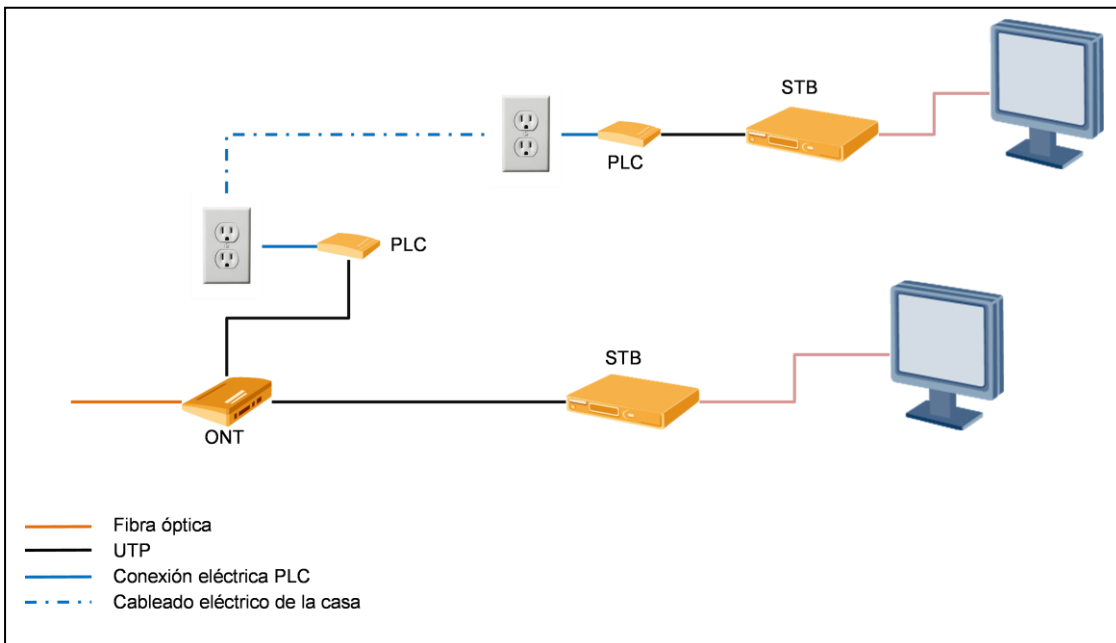 STB
PLC
PLC
STB
ONT
Fibra óptica
UTP
Conexión eléctrica PLC
Cableado eléctrico de la casa